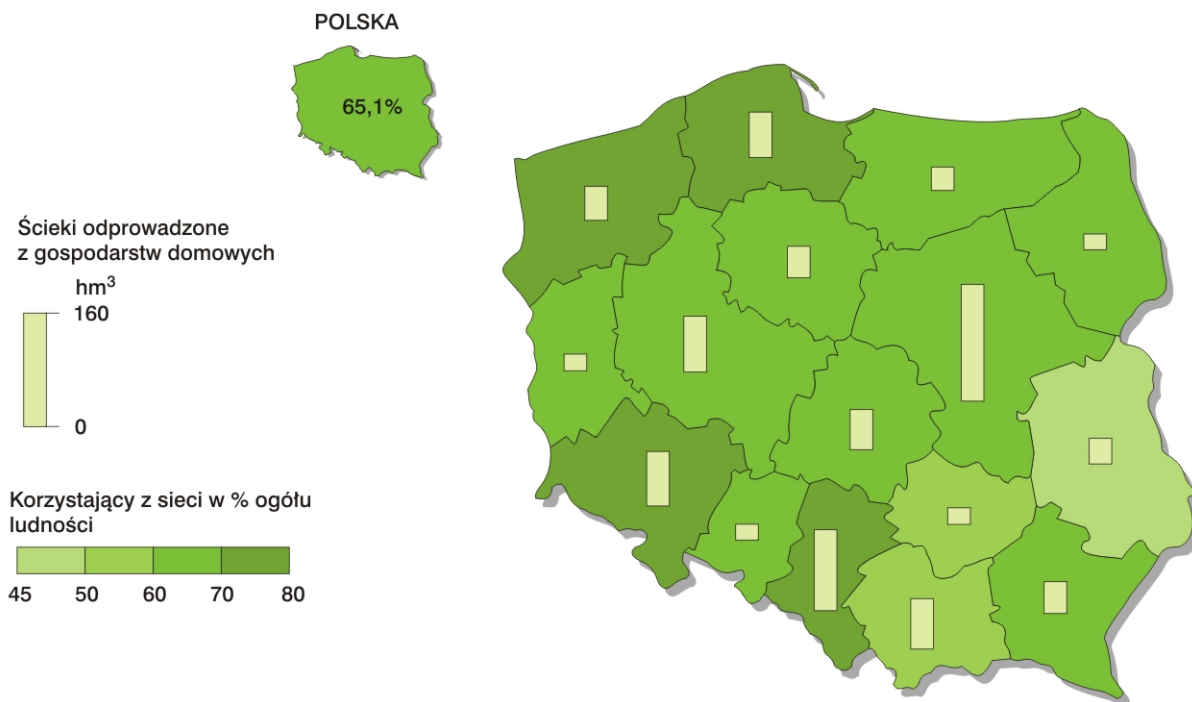 POLSKA
65,1%
Ścieki odprowadzone
z gospodarstw domowych
hm³
160
0
Korzystający z sieci w % ogółu
ludności
45 50 60 70 80